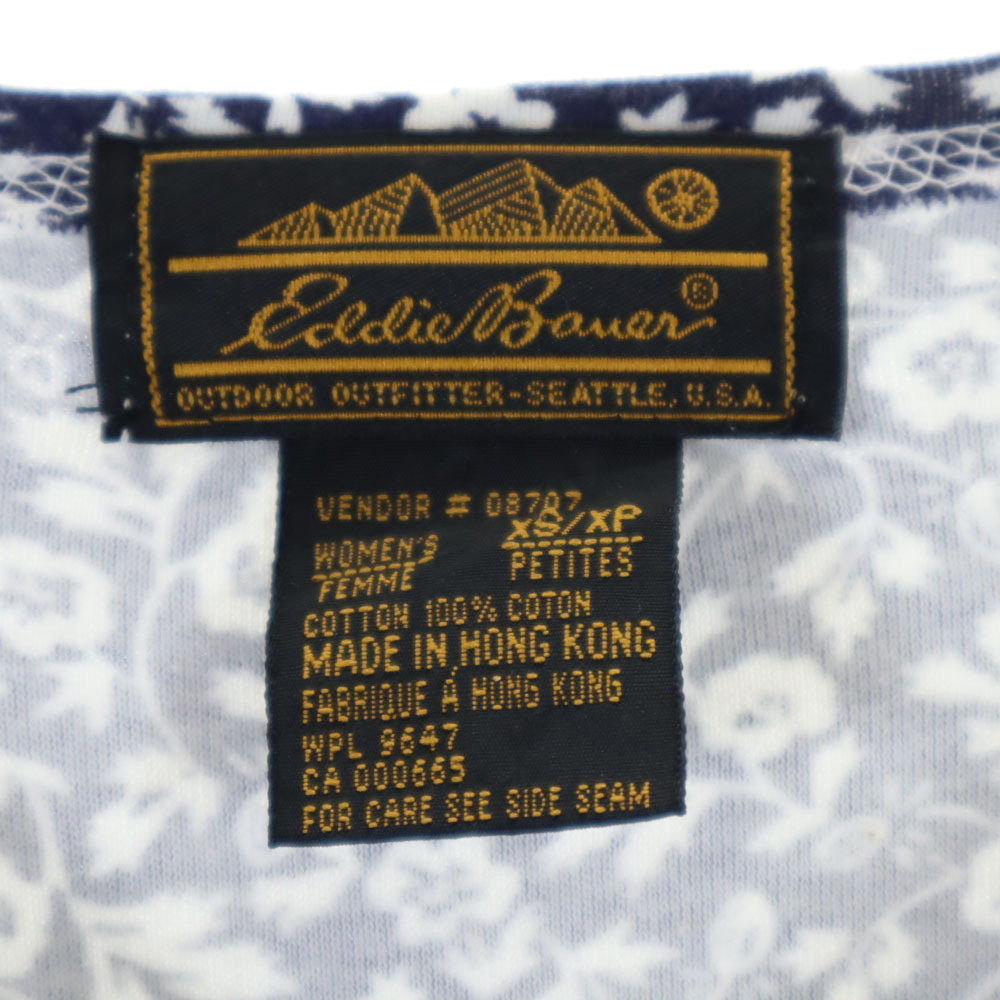 Eddie Bauer®
OUTDOOR OUTFITTER-SEATTLE, U.S.A.
VENDOR # 087A7
WOMEN'S XS/XP
FEMME PETITES
COTTON 100% COTON
MADE IN HONG KONG
FABRIQUE À HONG KONG
WPL 9647
CA 000665
FOR CARE SEE SIDE SEAM